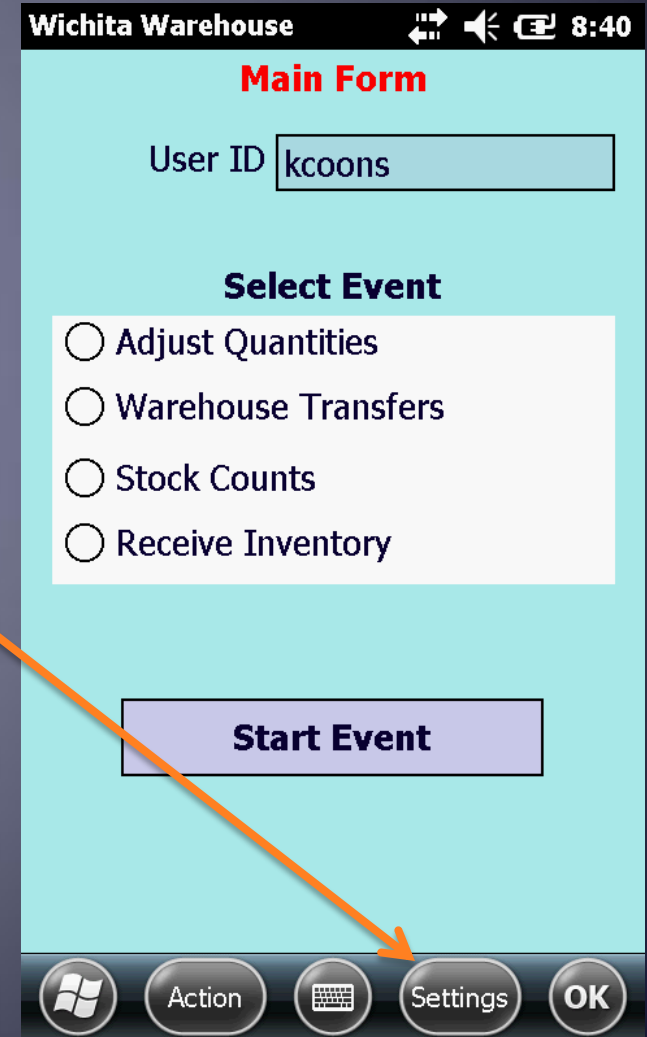 Wichita Warehouse 8:40
Main Form
User ID kcoons
Select Event
Adjust Quantities
Warehouse Transfers
Stock Counts
Receive Inventory
Start Event
Action Settings OK